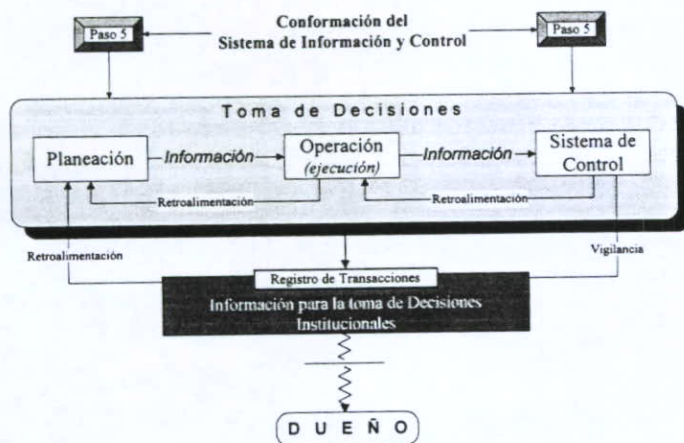 Conformación del
Paso 5
Sistema de Información y Control
Paso 5
Toma de Decisiones
Planeación
Información
Operación
(ejecución)
Información
Sistema de
Control
Retroalimentación
Retroalimentación
Retroalimentación
Vigilancia
Registro de Transacciones
Información para la toma de Decisiones
Institucionales
DUEÑO